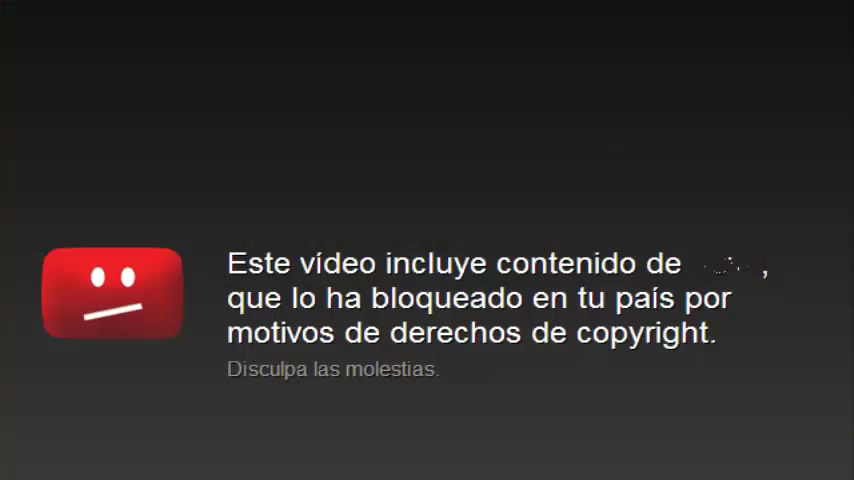 Este vídeo incluye contenido de ,
que lo ha bloqueado en tu país por
motivos de derechos de copyright.
Disculpa las molestias.